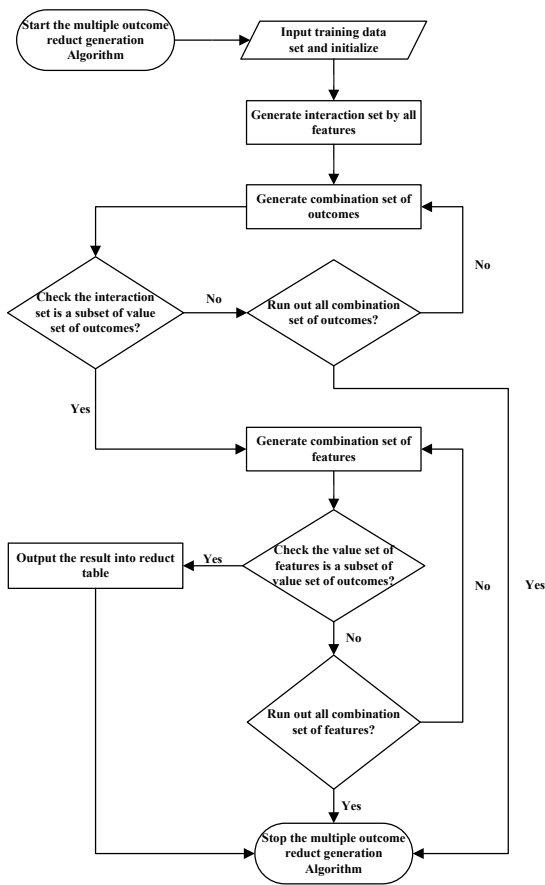 Start the multiple outcome
reduct generation
Algorithm
Input training data
set and initialize
Generate interaction set by all
features
Generate combination set of
outcomes
No
Check the interaction
set is a subset of value
set of outcomes?
No
Run out all combination
set of outcomes?
Yes
Generate combination set of
features
Output the result into reduct
table
Yes
Check the value set of
features is a subset of
value set of outcomes?
No
Yes
No
Run out all combination
set of features?
Yes
Stop the multiple outcome
reduct generation
Algorithm